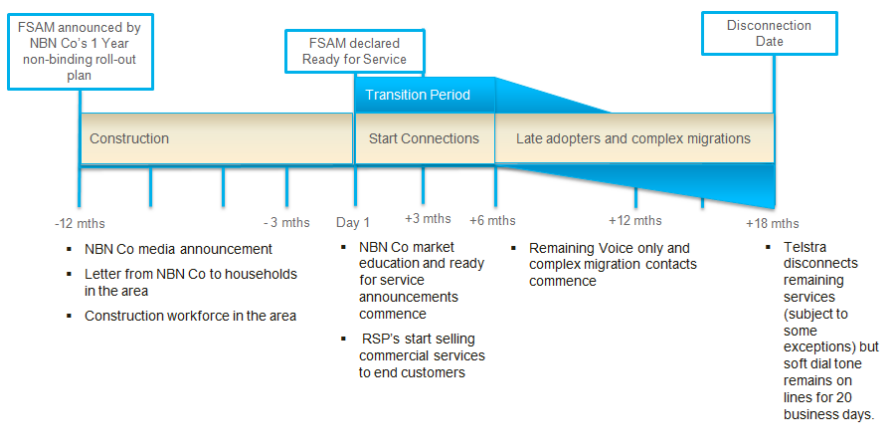 FSAM announced by
NBN Co's 1 Year
non-binding roll-out
plan
FSAM declared
Ready for Service
Disconnection
Date
Transition Period
Construction
Start Connections
Late adopters and complex migrations
-12 mths
- 3 mths
Day 1
+3 mths
+6 mths
+12 mths
+18 mths
▪ NBN Co media announcement
▪ Letter from NBN Co to households
in the area
▪ Construction workforce in the area
▪ NBN Co market
education and ready
for service
announcements
commence
▪ RSP's start selling
commercial services
to end customers
▪ Remaining Voice only and
complex migration contacts
commence
▪ Telstra
disconnects
remaining
services
(subject to
some
exceptions) but
soft dial tone
remains on
lines for 20
business days.